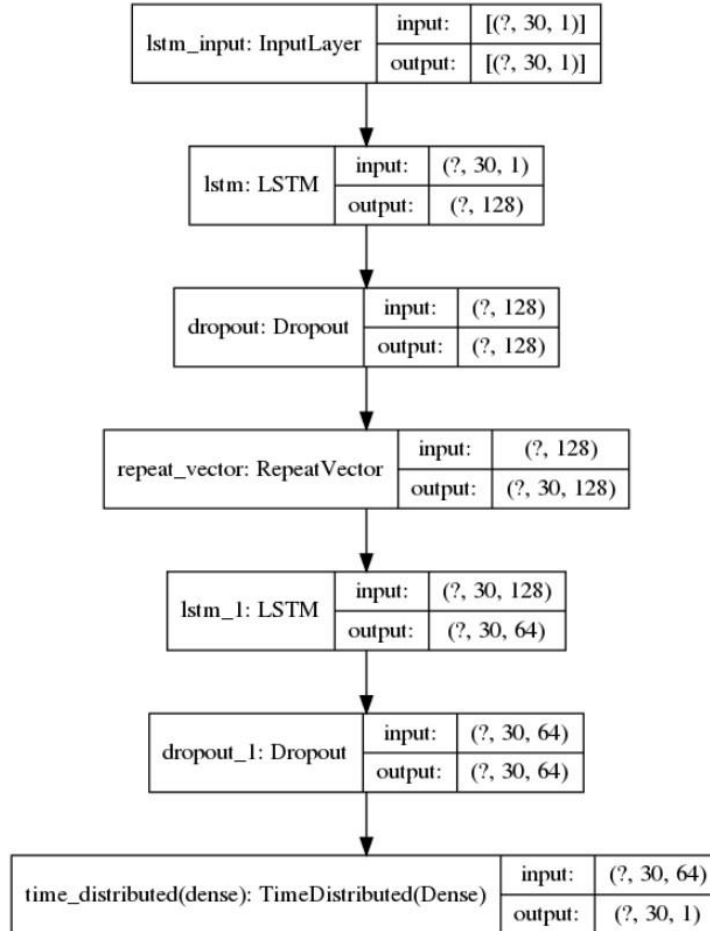 lstm_input: InputLayer
input: [(?, 30, 1)]
output: [(?, 30, 1)]
lstm: LSTM
input: (?, 30, 1)
output: (?, 128)
dropout: Dropout
input: (?, 128)
output: (?, 128)
repeat_vector: RepeatVector
input: (?, 128)
output: (?, 30, 128)
lstm_1: LSTM
input: (?, 30, 128)
output: (?, 30, 64)
dropout_1: Dropout
input: (?, 30, 64)
output: (?, 30, 64)
time_distributed(dense): TimeDistributed(Dense)
input: (?, 30, 64)
output: (?, 30, 1)